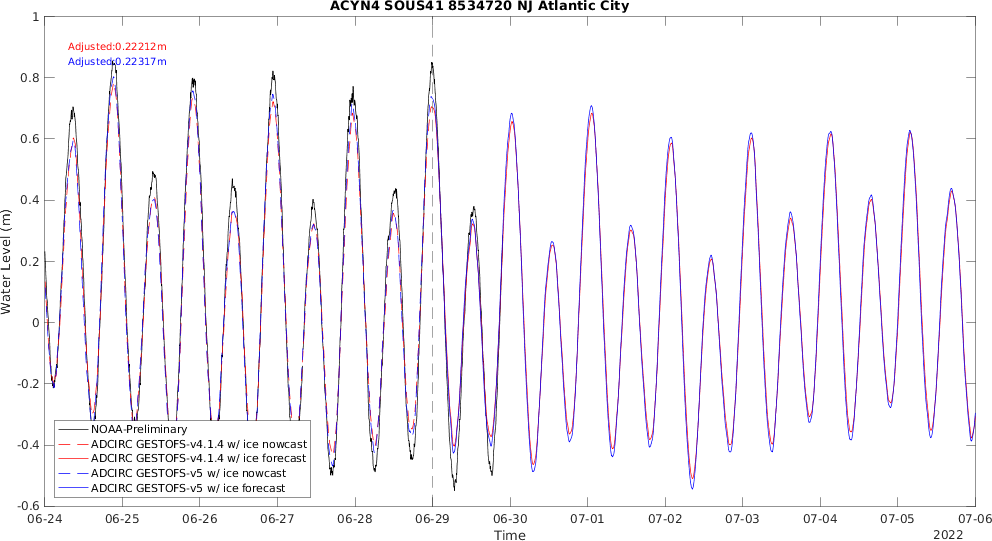 ACYN4 SOUS41 8534720 NJ Atlantic City
Adjusted:0.22212m
Adjusted:0.22317m
Water Level (m)
1
0.8
0.6
0.4
0.2
0
-0.2
-0.4
-0.6
NOAA-Preliminary
ADCIRC GESTOFS-v4.1.4 w/ ice nowcast
ADCIRC GESTOFS-v4.1.4 w/ ice forecast
ADCIRC GESTOFS-v5 w/ ice nowcast
ADCIRC GESTOFS-v5 w/ ice forecast
06-24 06-25 06-26 06-27 06-28 06-29 06-30 07-01 07-02 07-03 07-04 07-05 07-06
Time
2022